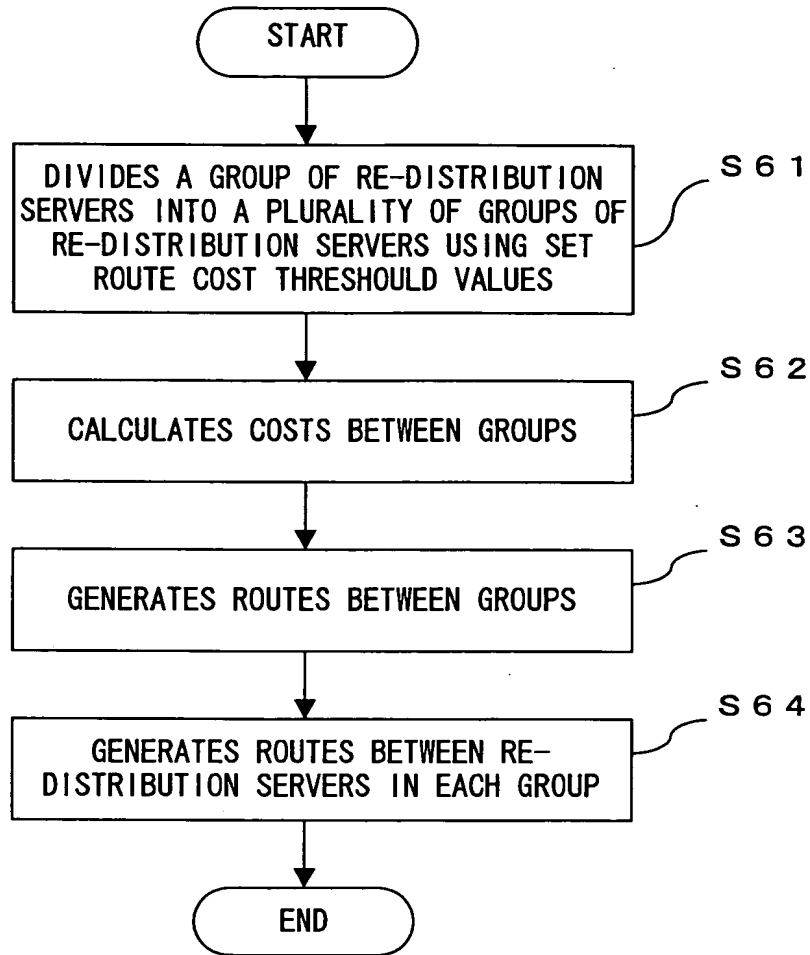 START
DIVIDES A GROUP OF RE-DISTRIBUTION
SERVERS INTO A PLURALITY OF GROUPS OF
RE-DISTRIBUTION SERVERS USING SET
ROUTE COST THRESHOULD VALUES
S61
CALCULATES COSTS BETWEEN GROUPS
S62
GENERATES ROUTES BETWEEN GROUPS
S63
GENERATES ROUTES BETWEEN RE-
DISTRIBUTION SERVERS IN EACH GROUP
S64
END